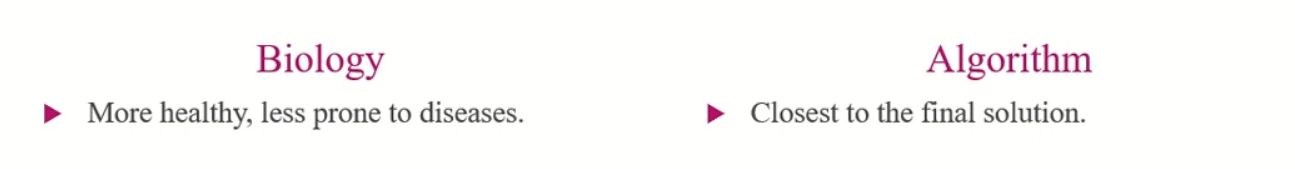 Biology
Algorithm
More healthy, less prone to diseases.
Closest to the final solution.